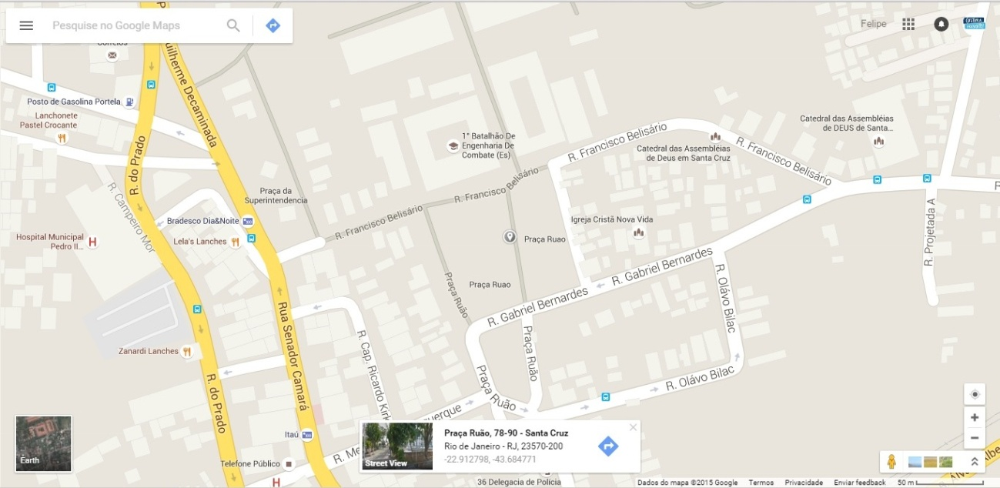 Pesquise no Google Maps
Felipe
Correios
Guilherme Decaminada
Posto de Gasolina Portela
Lanchonete
Pastel Crocante
R. do Prado
R. Campeiro Mor
Praça da
Superintendencia
Bradesco Dia&Noite
Lela's Lanches
Hospital Municipal
Pedro II...
1° Batalhão De
Engenharia De
Combate (Es)
R. Francisco Belisário
R. Francisco Belisário
R. Francisco Belisário
R. Francisco Belisário
Catedral das Assembléias
de Deus em Santa Cruz
Catedral das Assembléias
de DEUS de Santa...
Igreja Cristã Nova Vida
Praça Ruao
Praça Ruao
Praça Ruão
R. Gabriel Bernardes
R. Gabriel Bernardes
R. Projetada A
R. Olávo Bilac
R. Olávo Bilac
Praça Ruão
Praça Ruão
Rua Senador Camará
R. Cap. Ricardo Kirk
Zanardi Lanches
R. do Prado
Itaú
Telefone Público
Earth
Street View
Praça Ruão, 78-90 - Santa Cruz
Rio de Janeiro - RJ, 23570-200
-22.912798, -43.684771
36 Delegacia de Policia
Dados do mapa ©2015 Google
Termos
Privacidade
Enviar feedback
50 m